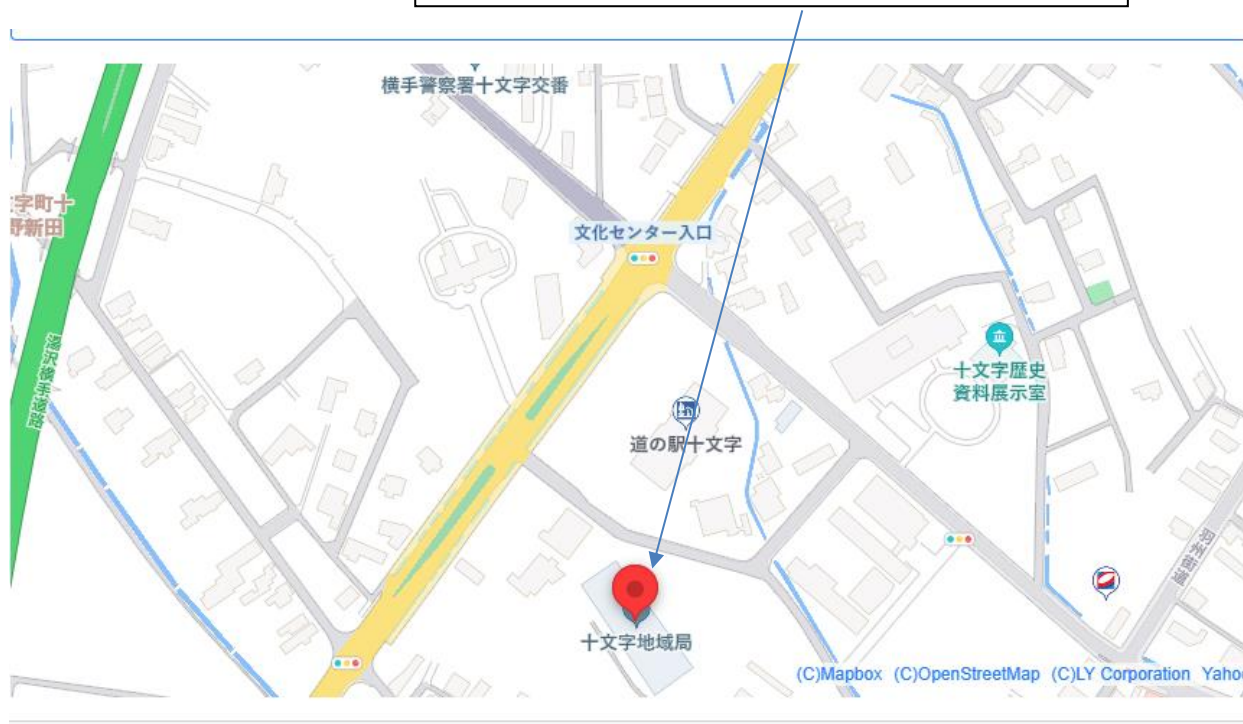 横手警察署十文字交番
字町十
野新田
文化センター入口
湯沢横手道路
十文字歴史
資料展示室
道の駅十文字
羽州街道
十文字地域局
(C)Mapbox (C)OpenStreetMap (C)LY Corporation Yaho